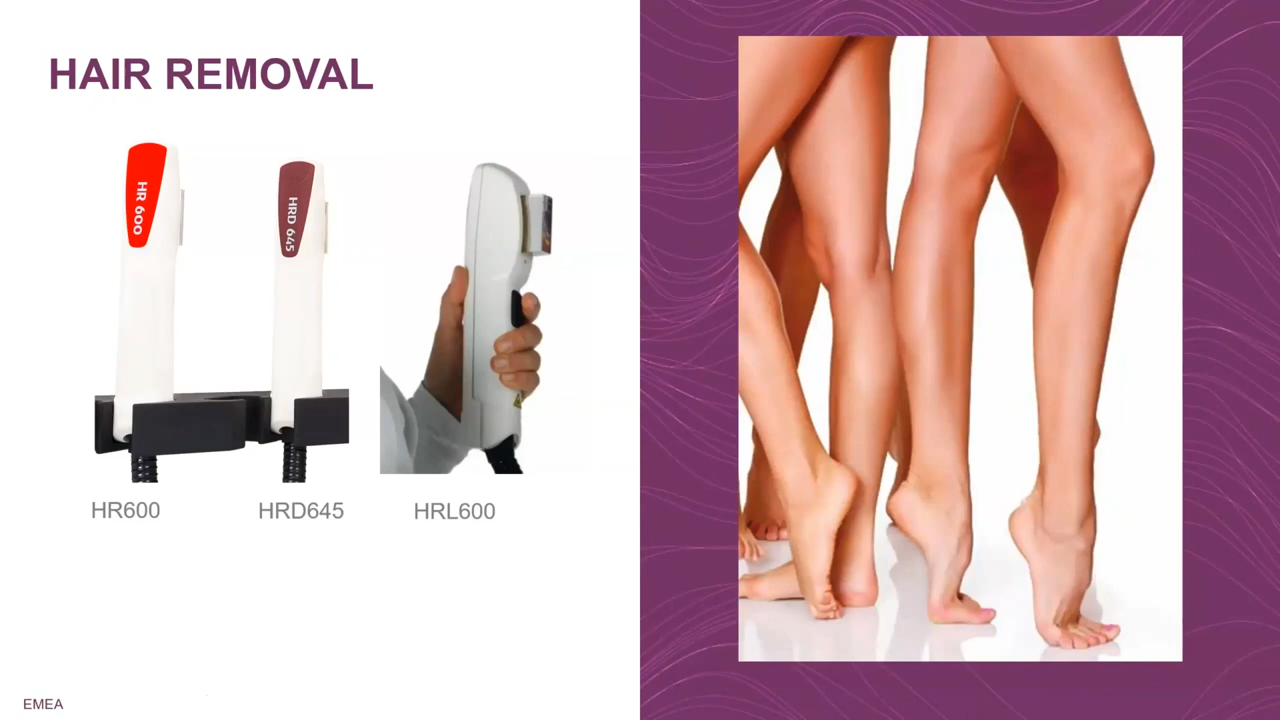 HAIR REMOVAL
HR 600
HRD 645
HR600
HRD645
HRL600
EMEA